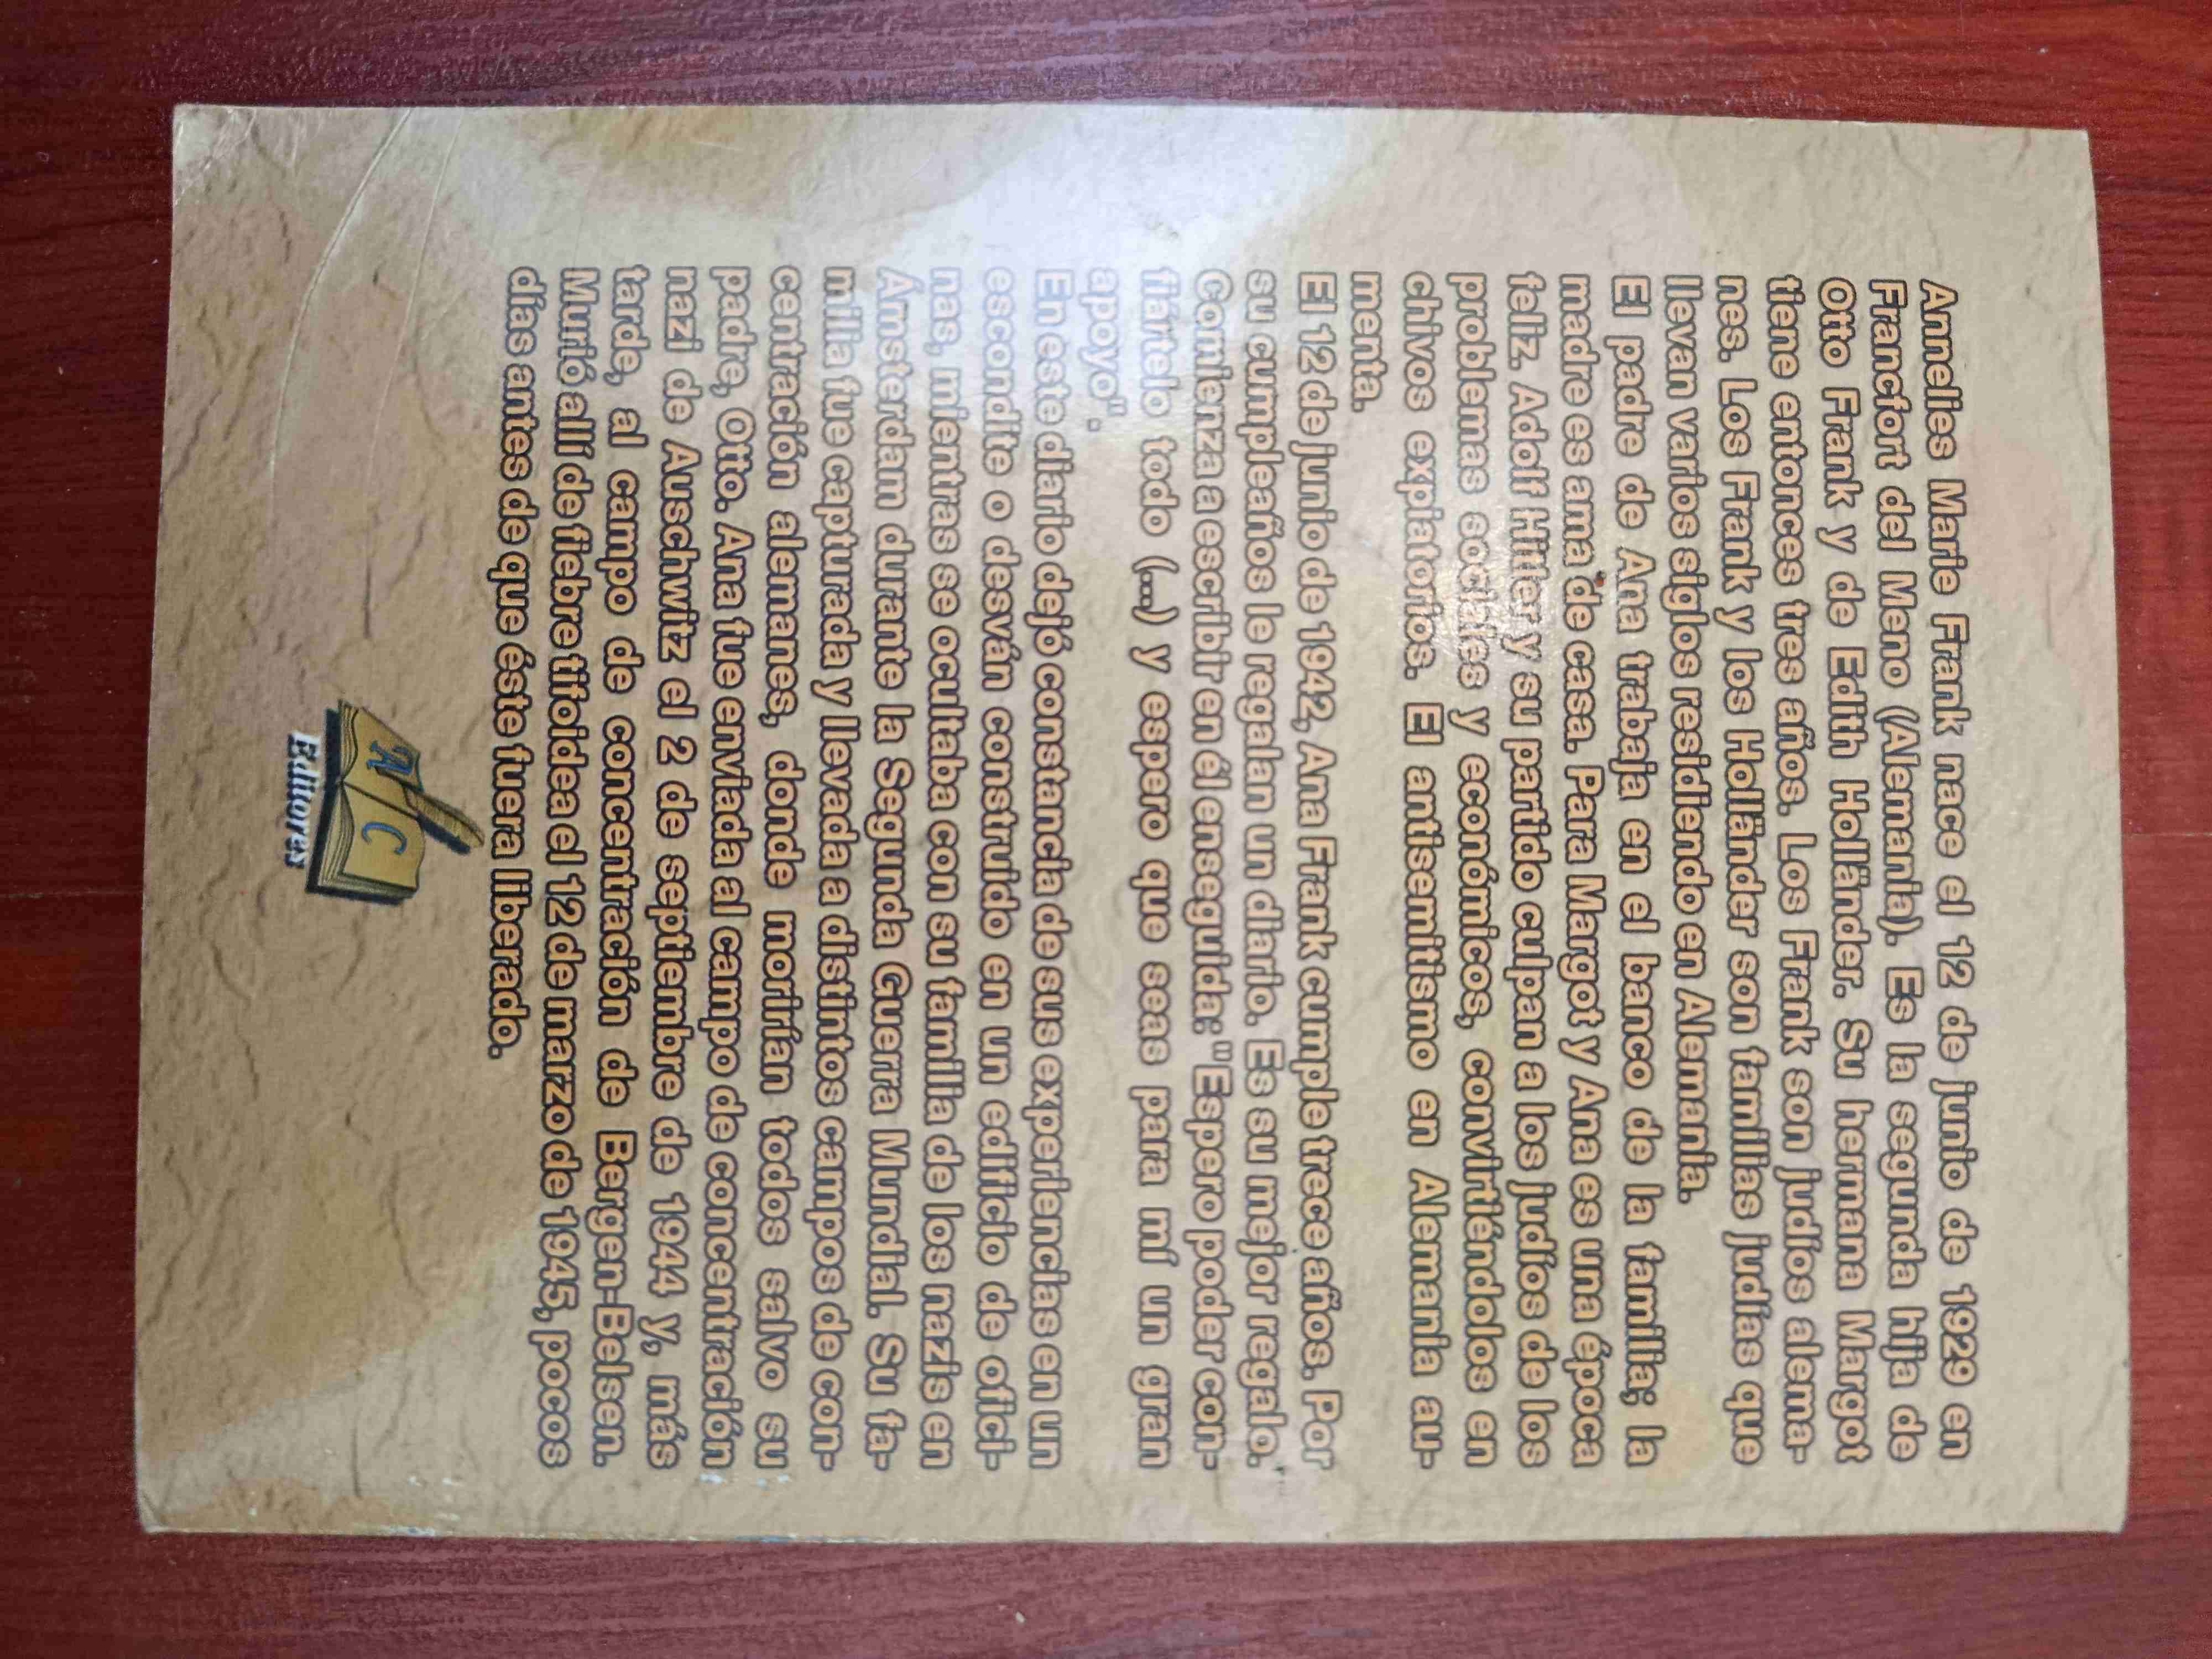 Annelies Marie Frank nace el 12 de junio de 1929 en
Francfort del Meno (Alemania). Es la segunda hija de
Otto Frank y de Edith Holländer. Su hermana Margot
tiene entonces tres años. Los Frank son judíos alema-
nes. Los Frank y los Holländer son familias judías que
llevan varios siglos residiendo en Alemania.
El padre de Ana trabaja en el banco de la familia; la
madre es ama de casa. Para Margot y Ana es una época
feliz. Adolf Hitler y su partido culpan a los judíos de los
problemas sociales y económicos, convirtiéndolos en
chivos expiatorios. El antisemitismo en Alemania au-
menta.
El 12 de junio de 1942, Ana Frank cumple trece años. Por
su cumpleaños le regalan un diario. Es su mejor regalo.
Comienza a escribir en él enseguida: "Espero poder con-
fiártelo todo (...) y espero que seas para mí un gran
apoyo".
En este diario dejó constancia de sus experiencias en un
escondite o desván construido en un edificio de ofici-
nas, mientras se ocultaba con su familia de los nazis en
Ámsterdam durante la Segunda Guerra Mundial. Su fa-
milia fue capturada y llevada a distintos campos de con-
centración alemanes, donde morirían todos salvo su
padre, Otto. Ana fue enviada al campo de concentración
nazi de Auschwitz el 2 de septiembre de 1944 y, más
tarde, al campo de concentración de Bergen-Belsen.
Murió allí de fiebre tifoidea el 12 de marzo de 1945, pocos
días antes de que éste fuera liberado.
A C
Editores